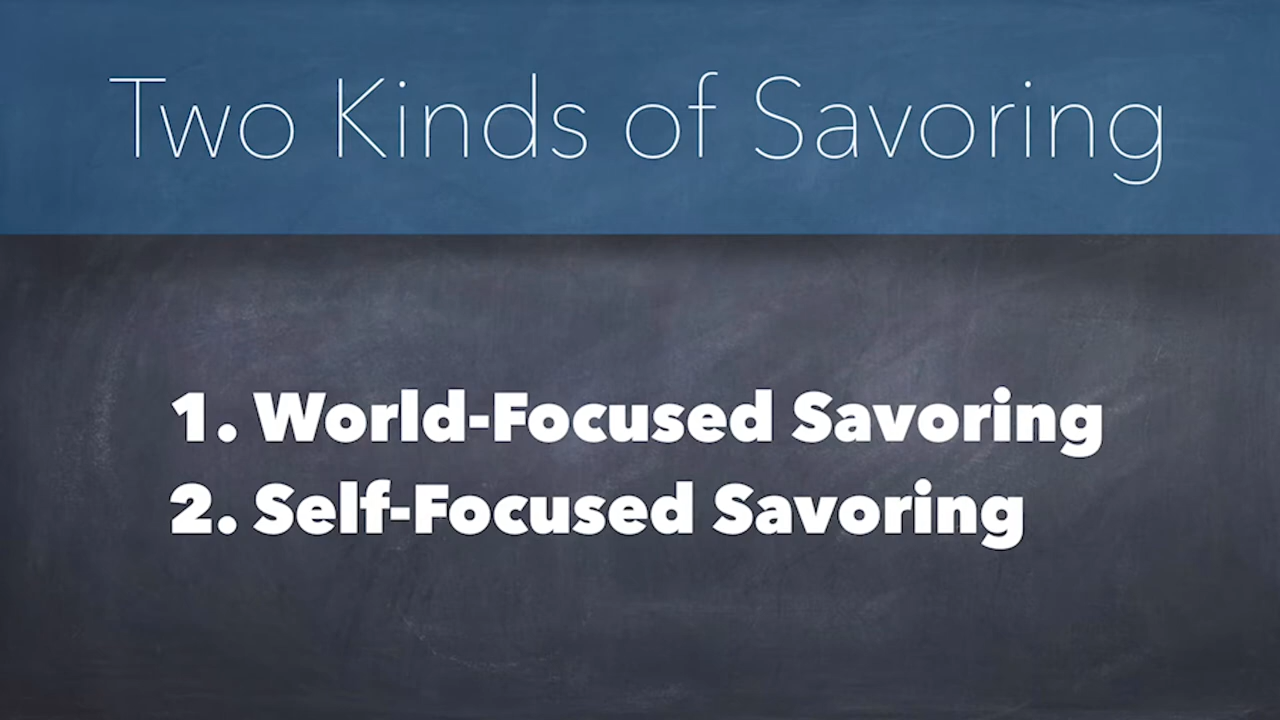 Two Kinds of Savoring
1. World-Focused Savoring
2. Self-Focused Savoring